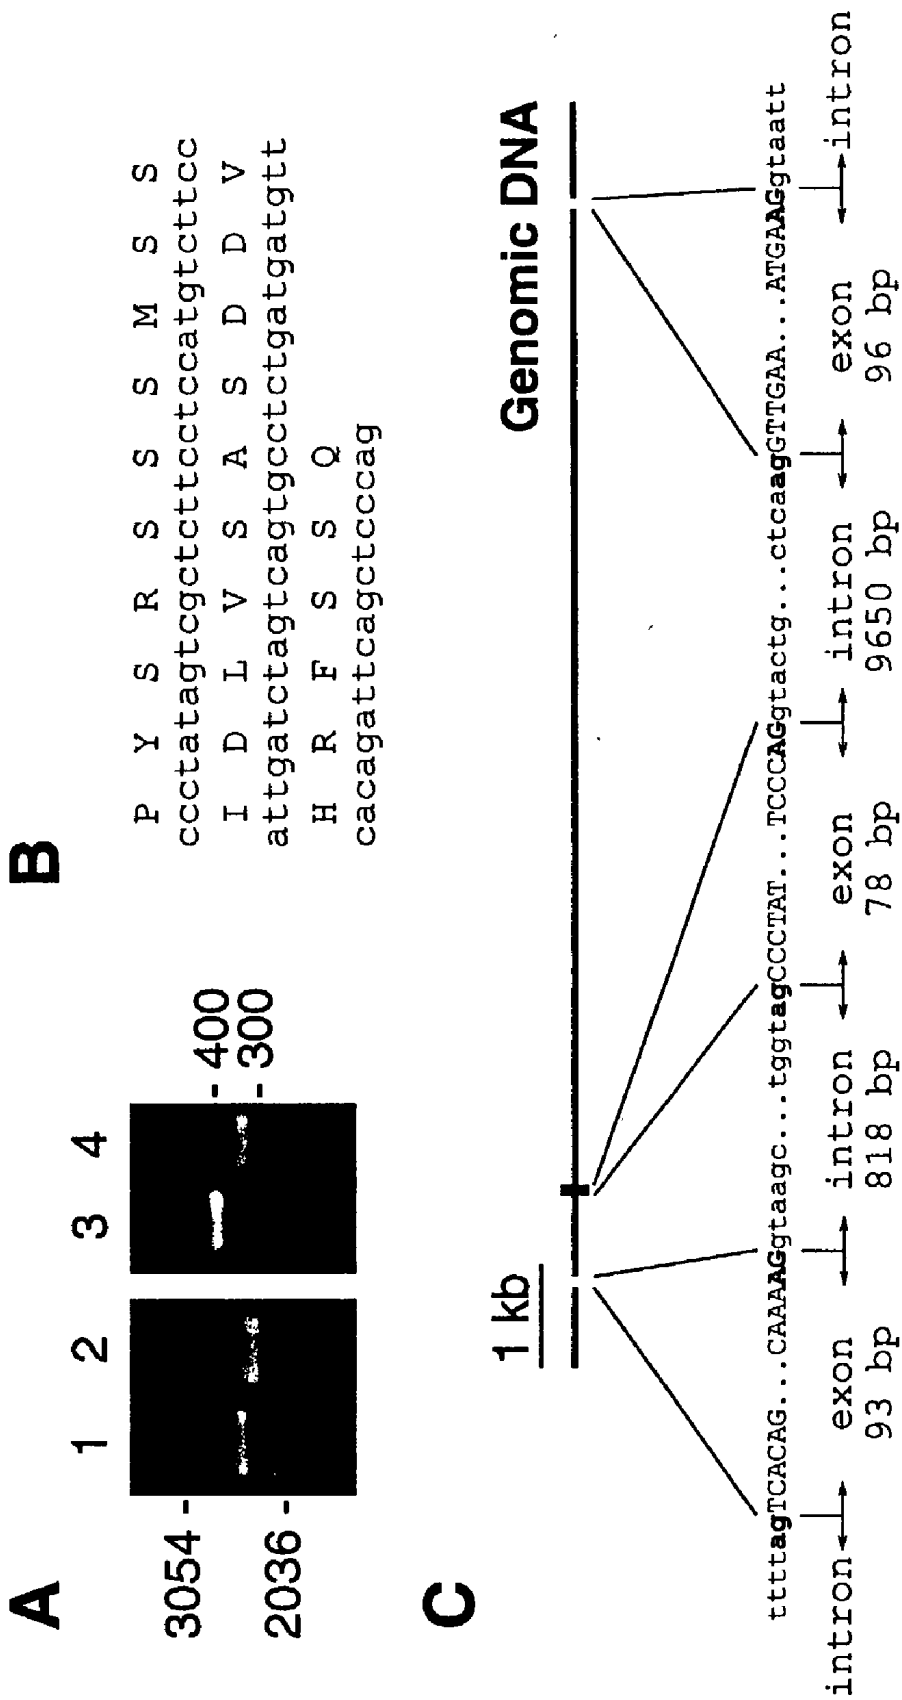 A
1 2 3 4
3054 -
2036 -
- 400
- 300
B
P Y S R S S S M S S
ccctatagtcgctcttcctccatgtcttcc
I D L V S A S D D V
attgatctagtcagtgcctctgatgatgtt
H R F S S Q
cacagattcagctcccag
C
1 kb
Genomic DNA
ttttagTCACAG...CAAAAGgtaagc...tggtagCCCTAT...TCCCAGgtactg...ctcaagGTTGAA...ATGAAGgtaatt
intron exon intron exon intron exon intron
93 bp 818 bp 78 bp 9650 bp 96 bp